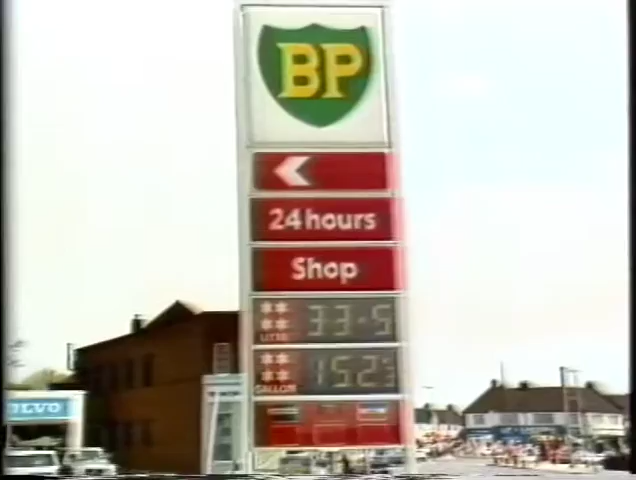 BP
24 hours
Shop
LITRE 33.5
GALLON 152.3
VOLVO